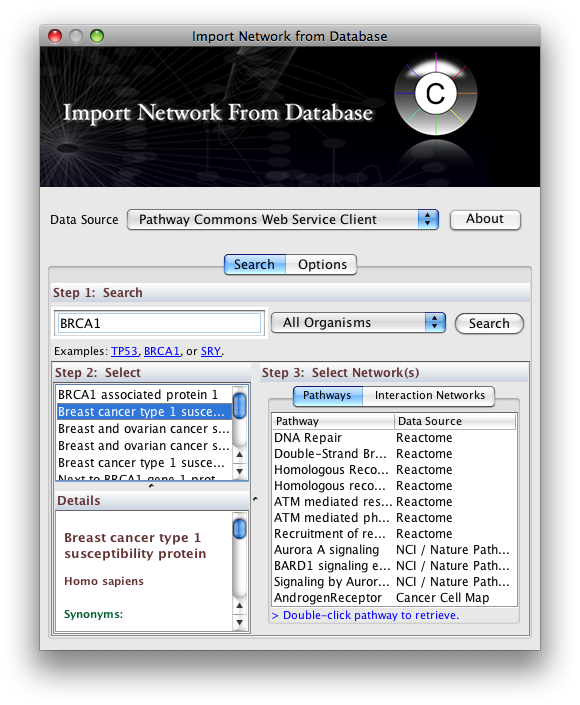 Import Network from Database
C
Import Network From Database
Data Source Pathway Commons Web Service Client About
Search Options
Step 1: Search
BRCA1 All Organisms Search
Examples: TP53, BRCA1, or SRY.
Step 2: Select
BRCA1 associated protein 1
Breast cancer type 1 susce...
Breast and ovarian cancer s...
Breast and ovarian cancer s...
Breast cancer type 1 susce...
Next to BRCA1 gene 1 prot...
Details
Breast cancer type 1
susceptibility protein
Homo sapiens
Synonyms:
Step 3: Select Network(s)
Pathways Interaction Networks
Pathway Data Source
DNA Repair Reactome
Double-Strand Br... Reactome
Homologous Reco... Reactome
Homologous reco... Reactome
ATM mediated res... Reactome
ATM mediated ph... Reactome
Recruitment of re... Reactome
Aurora A signaling NCI / Nature Path...
BARD1 signaling e... NCI / Nature Path...
Signaling by Auror... NCI / Nature Path...
AndrogenReceptor Cancer Cell Map
> Double-click pathway to retrieve.